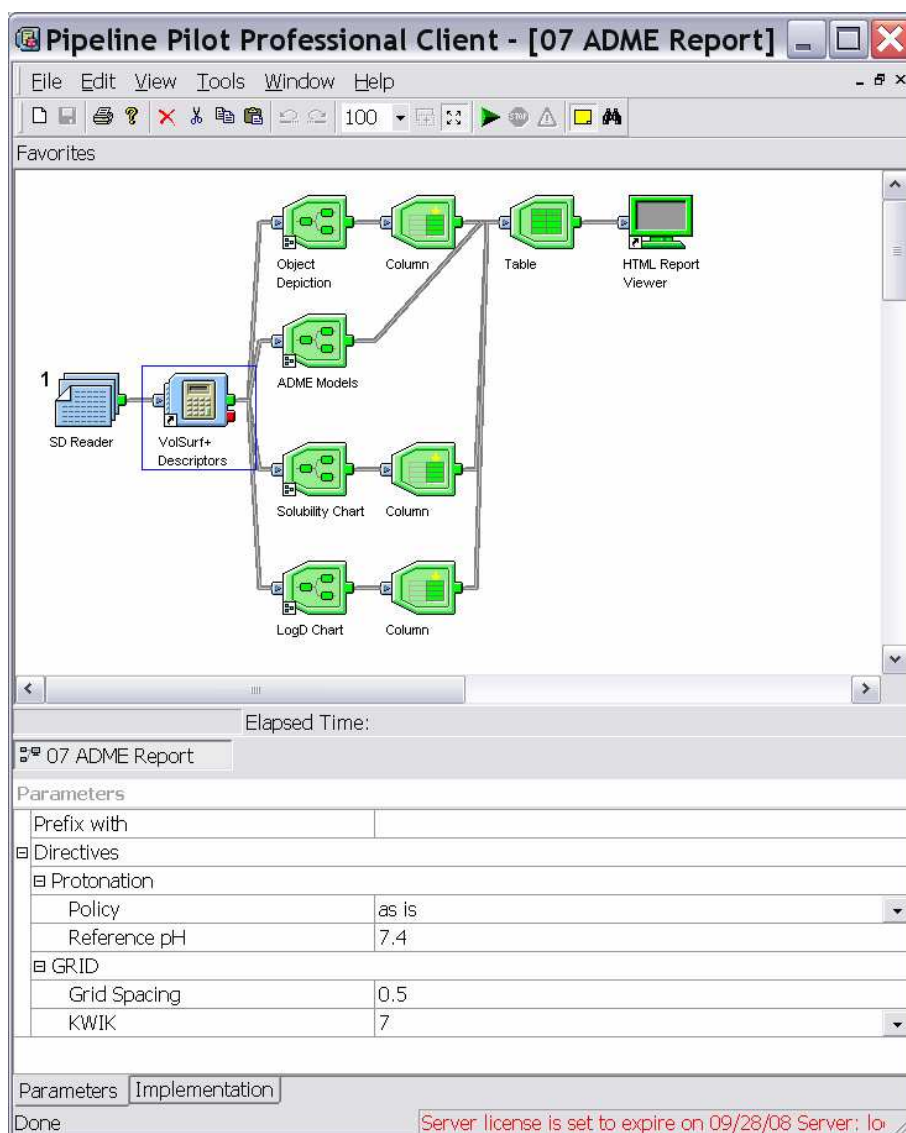 Pipeline Pilot Professional Client - [07 ADME Report]
File Edit View Tools Window Help
STOP 100
Favorites
Object Depiction
Column
Table
HTML Report Viewer
ADME Models
1
SD Reader
VolSurf+ Descriptors
Solubility Chart
Column
LogD Chart
Column
Elapsed Time:
07 ADME Report
Parameters
Prefix with
Directives
Protonation
Policy as is
Reference pH 7.4
GRID
Grid Spacing 0.5
KWIK 7
Parameters Implementation
Done Server license is set to expire on 09/28/08 Server: lo